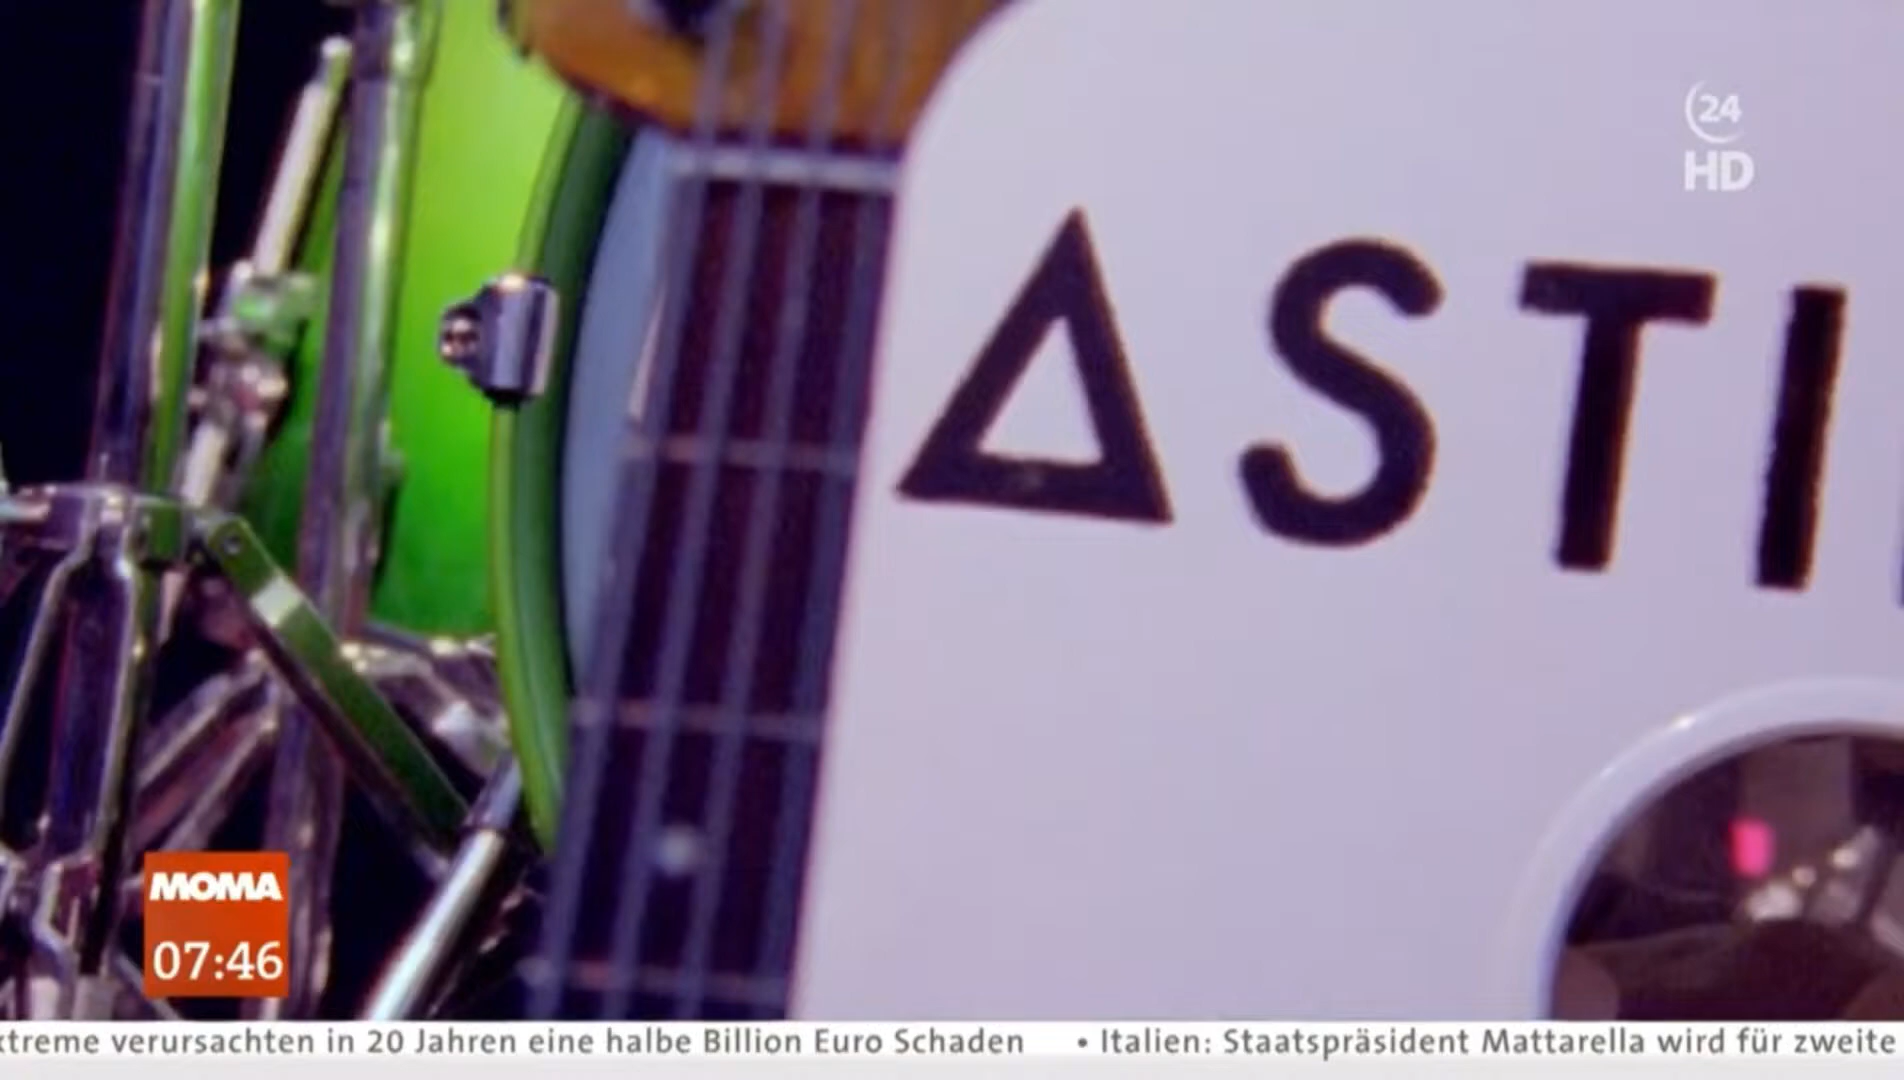 24
HD
ASTI
MOMA
07:46
xtreme verursachten in 20 Jahren eine halbe Billion Euro Schaden • Italien: Staatspräsident Mattarella wird für zweite